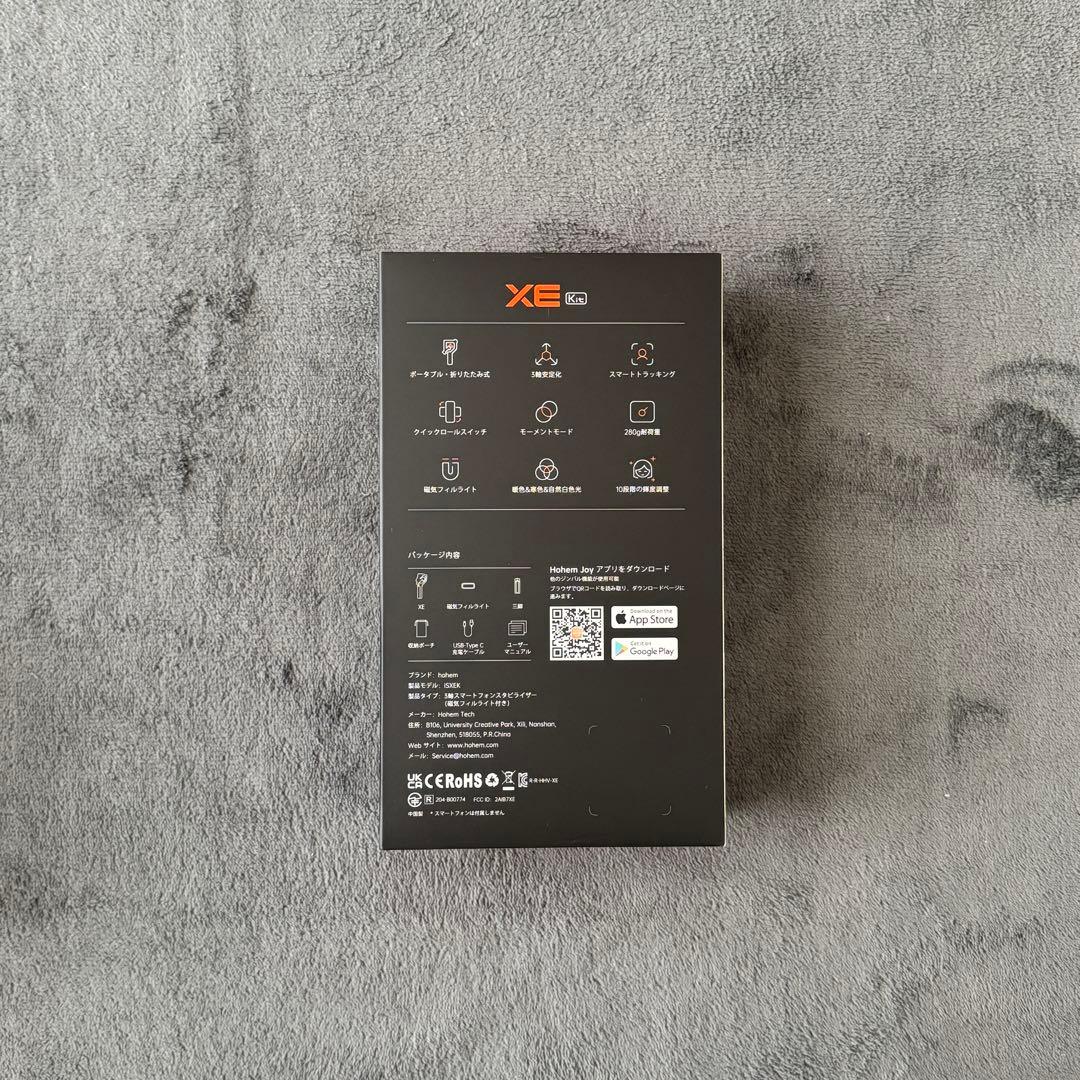 XE Kit
ポータブル・折りたたみ式
3軸安定化
スマートトラッキング
クイックロールスイッチ
モーメントモード
280g耐荷重
磁気フィルライト
暖色&寒色&自然白色光
10段階の輝度調整
パッケージ内容
XE
磁気フィルライト
三脚
収納ポーチ
USB-Type C
充電ケーブル
ユーザー
マニュアル
Hohem Joy アプリをダウンロード
他のジンバル機能が使用可能
ブラウザでQRコードを読み取り、ダウンロードページに
進みます。
Download on the
App Store
Get it on
Google Play
ブランド: hohem
製品モデル: iSXEK
製品タイプ: 3軸スマートフォンスタビライザー
(磁気フィルライト付き)
メーカー: Hohem Tech
住所: B106, University Creative Park, Xili, Nanshan,
Shenzhen, 518055, P.R.China
Web サイト: www.hohem.com
メール: Service@hohem.com
UK
CA CE RoHS R-R-HHV-XE
R 204-B00774 FCC ID: 2AIB7XE
中国製 * スマートフォンは付属しません